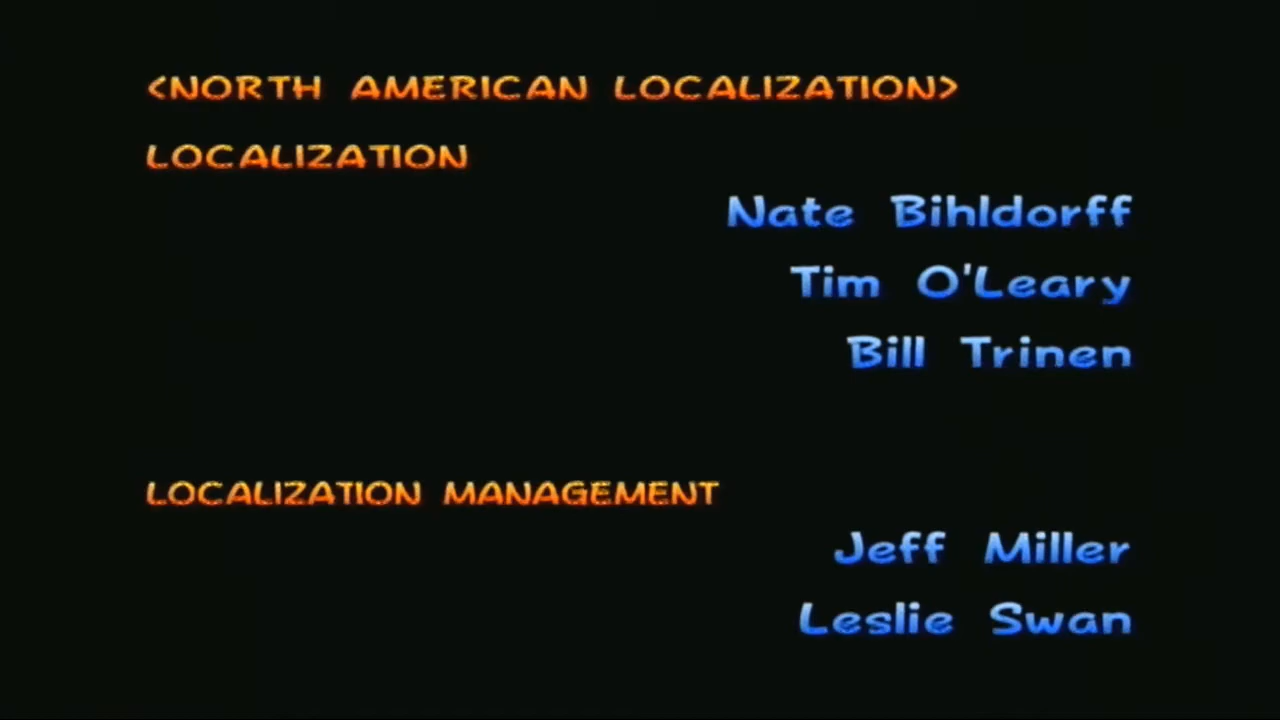 <NORTH AMERICAN LOCALIZATION>
LOCALIZATION
Nate Bihldorff
Tim O'Leary
Bill Trinen
LOCALIZATION MANAGEMENT
Jeff Miller
Leslie Swan